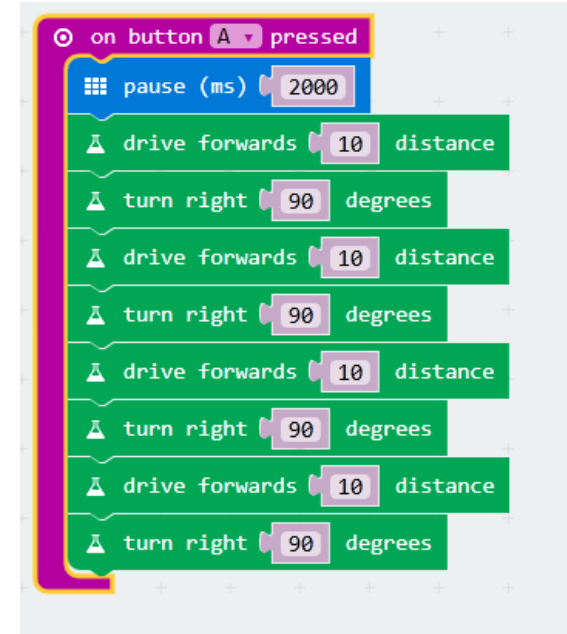 on button A pressed
pause (ms) 2000
drive forwards 10 distance
turn right 90 degrees
drive forwards 10 distance
turn right 90 degrees
drive forwards 10 distance
turn right 90 degrees
drive forwards 10 distance
turn right 90 degrees